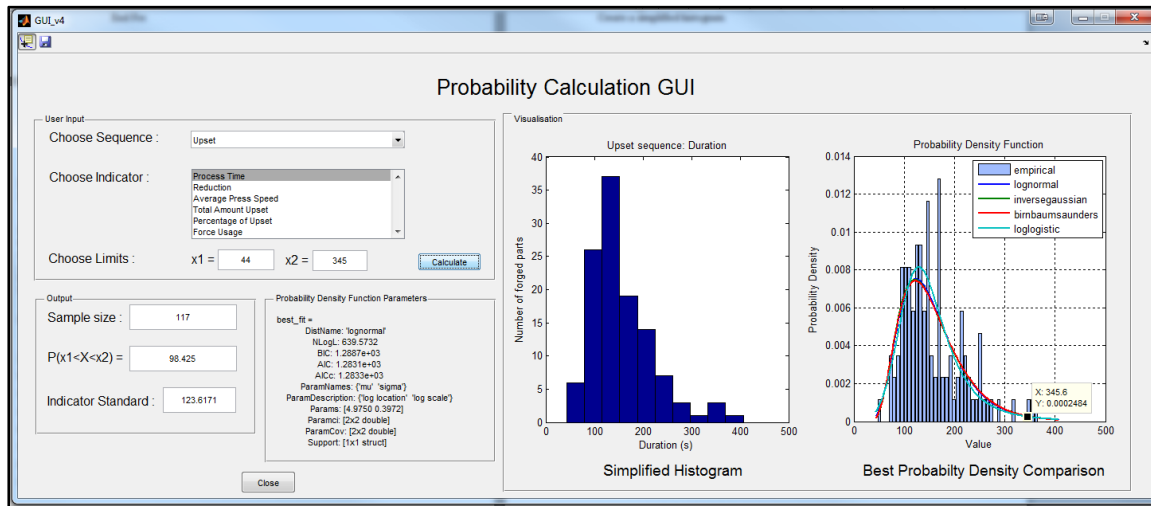 GUI_v4
Probability Calculation GUI
User Input
Choose Sequence :
Upset
Choose Indicator :
Process Time
Reduction
Average Press Speed
Total Amount Upset
Percentage of Upset
Force Usage
Choose Limits :
x1 =
44
x2 =
345
Calculate
Output
Sample size :
117
P(x1<X<x2) =
98.425
Indicator Standard :
123.6171
Probability Density Function Parameters
best_fit =
DistName: 'lognormal'
NLogL: 639.5732
BIC: 1.2887e+03
AIC: 1.2831e+03
AICc: 1.2833e+03
ParamNames: {'mu' 'sigma'}
ParamDescription: {'log location' 'log scale'}
Params: [4.9750 0.3972]
Paramci: [2x2 double]
ParamCov: [2x2 double]
Support: [1x1 struct]
Close
Visualisation
Upset sequence: Duration
Number of forged parts
40
35
30
25
20
15
10
5
0
0 100 200 300 400 500
Duration (s)
Simplified Histogram
Probability Density Function
Probability Density
0.014
0.012
0.01
0.008
0.006
0.004
0.002
0
0 100 200 300 400 500
Value
empirical
lognormal
inversegaussian
birnbaumsaunders
loglogistic
X: 345.6
Y: 0.0002484
Best Probabilty Density Comparison